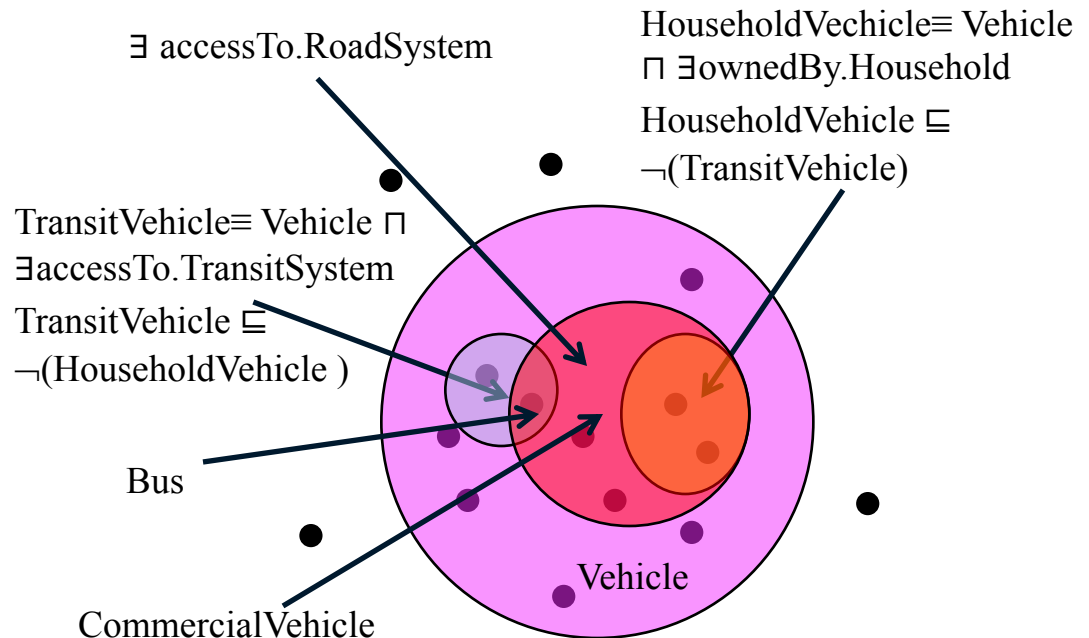 ∃ accessTo.RoadSystem
HouseholdVechicle≡ Vehicle
⊓ ∃ownedBy.Household
HouseholdVehicle ⊑
¬(TransitVehicle)
TransitVehicle≡ Vehicle ⊓
∃accessTo.TransitSystem
TransitVehicle ⊑
¬(HouseholdVehicle )
Bus
Vehicle
CommercialVehicle